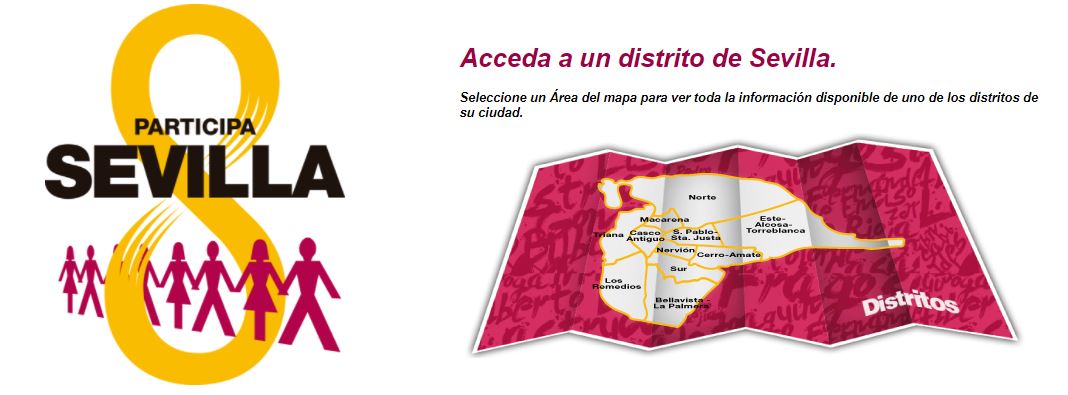 PARTICIPA
SEVILLA
Acceda a un distrito de Sevilla.
Seleccione un Área del mapa para ver toda la información disponible de uno de los distritos de
su ciudad.
Norte
Macarena
Este-
Alcosa-
Torreblanca
Triana
Casco
Antiguo
S. Pablo-
Sta. Justa
Nervión
Cerro-Amate
Sur
Los
Remedios
Bellavista -
La Palmera
Distritos